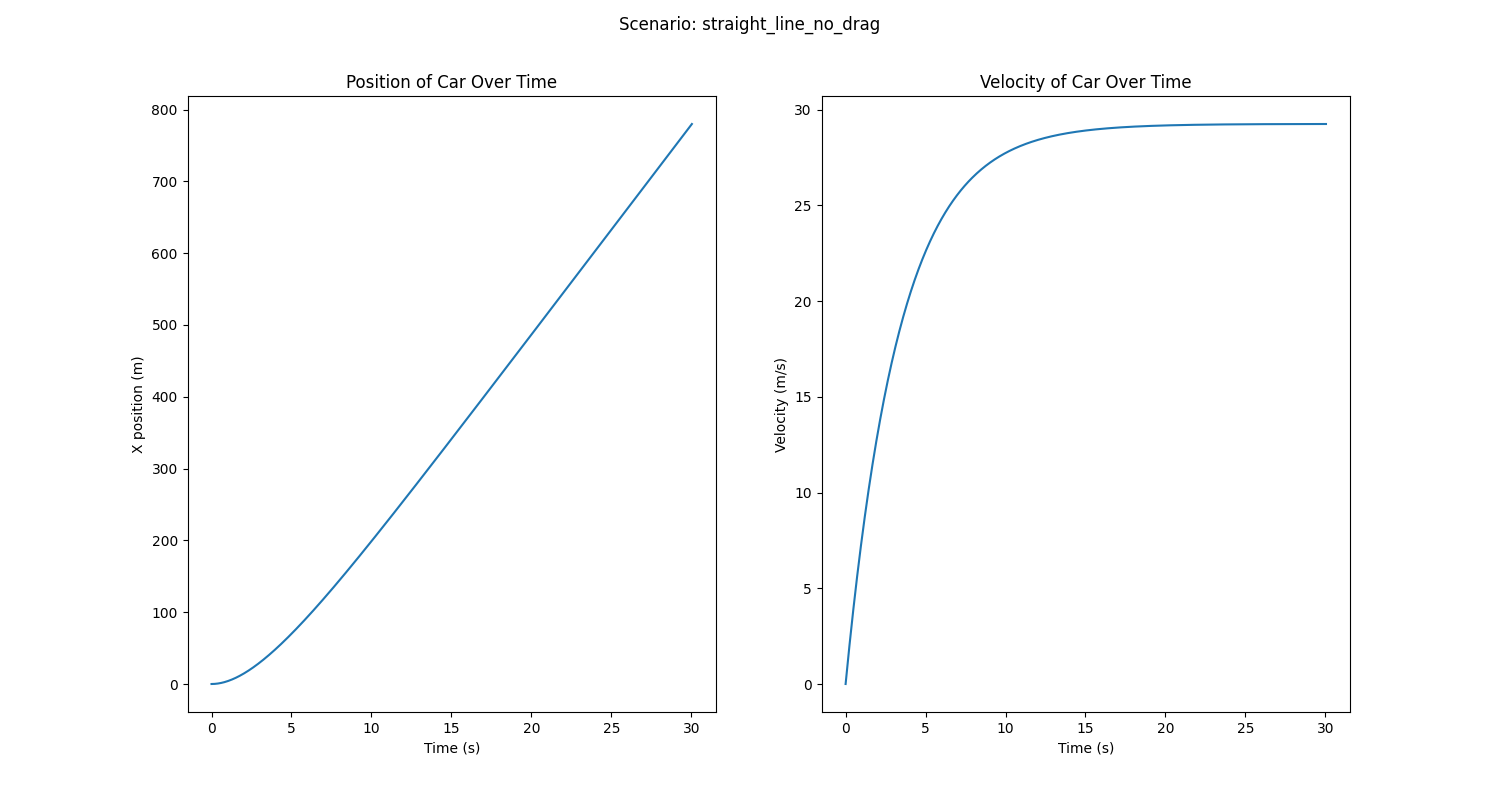 Scenario: straight_line_no_drag
Position of Car Over Time
800
700
600
500
400
300
200
100
0
X position (m)
0 5 10 15 20 25 30
Time (s)
Velocity of Car Over Time
30
25
20
15
10
5
0
Velocity (m/s)
0 5 10 15 20 25 30
Time (s)